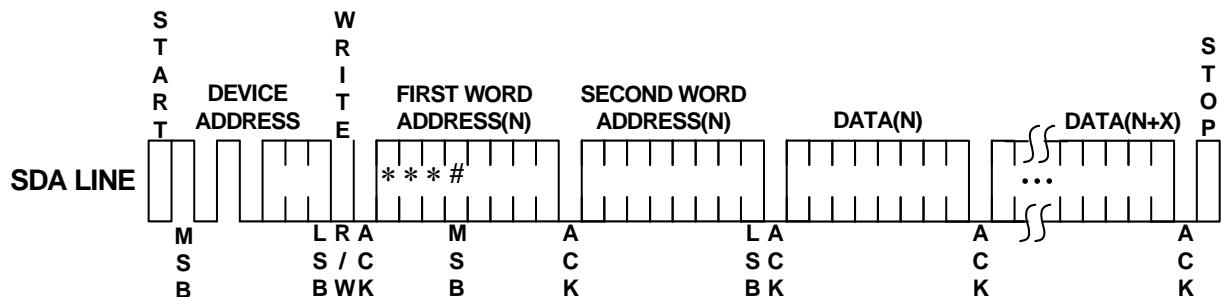 START
WRITE
STOP
DEVICE
ADDRESS
FIRST WORD
ADDRESS(N)
SECOND WORD
ADDRESS(N)
DATA(N)
DATA(N+X)
SDA LINE
* * * #
...
MSB
LSB
R/W
ACK
MSB
ACK
LSB
ACK
ACK
ACK